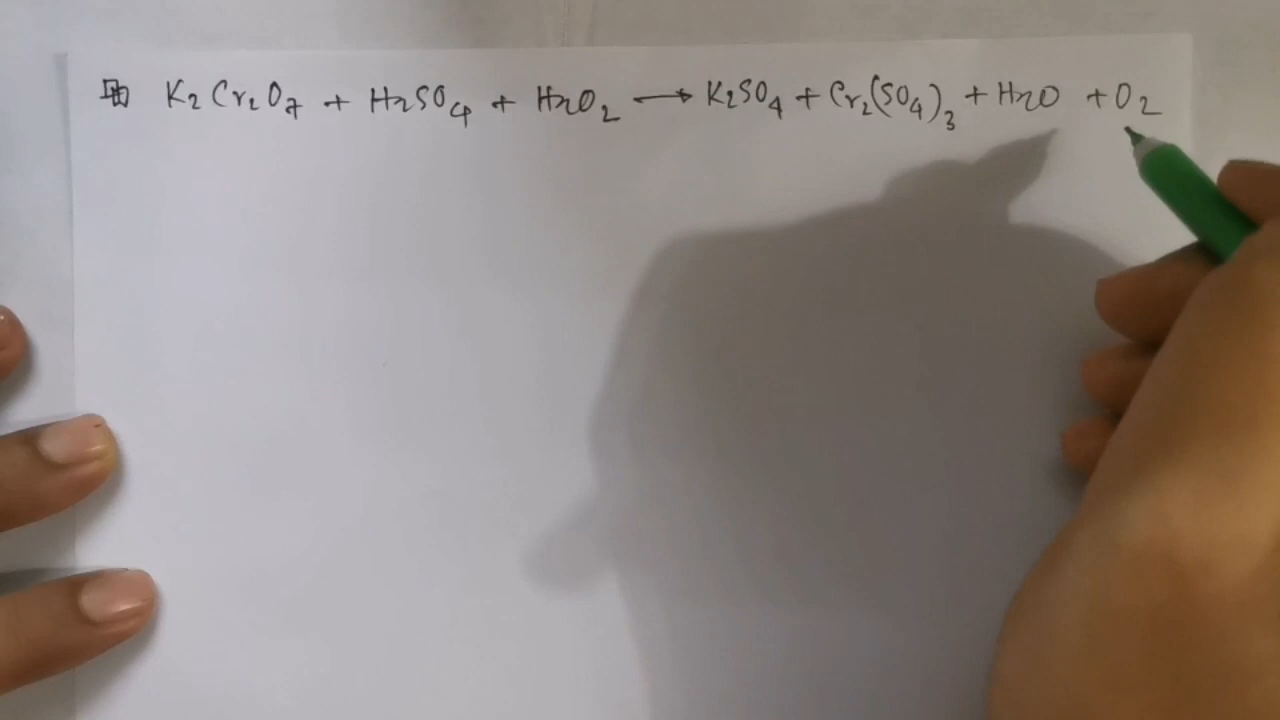 K₂Cr₂O₇ + H₂SO₄ + H₂O₂ → K₂SO₄ + Cr₂(SO₄)₃ + H₂O + O₂